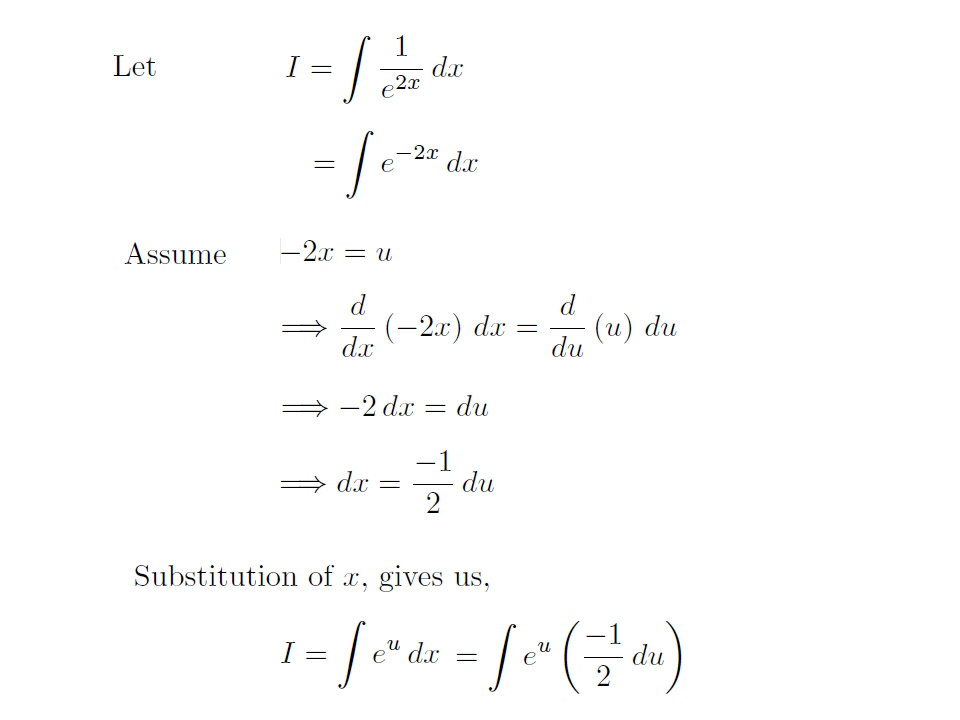 Let I = ∫ 1/e^{2x} dx
= ∫ e^{-2x} dx
Assume -2x = u
⟹ d/dx (-2x) dx = d/du (u) du
⟹ -2 dx = du
⟹ dx = -1/2 du
Substitution of x, gives us,
I = ∫ e^u dx = ∫ e^u (-1/2 du)